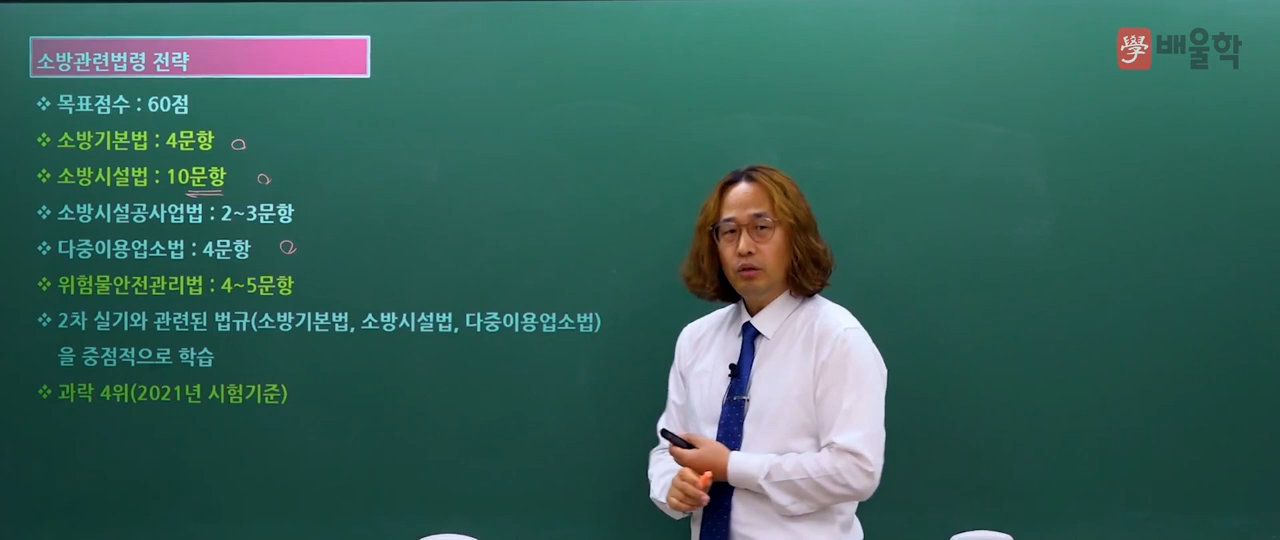 소방관련법령 전략
學 배울학
❖ 목표점수 : 60점
❖ 소방기본법 : 4문항
❖ 소방시설법 : 10문항
❖ 소방시설공사업법 : 2~3문항
❖ 다중이용업소법 : 4문항
❖ 위험물안전관리법 : 4~5문항
❖ 2차 실기와 관련된 법규(소방기본법, 소방시설법, 다중이용업소법)
을 중점적으로 학습
❖ 과락 4위(2021년 시험기준)